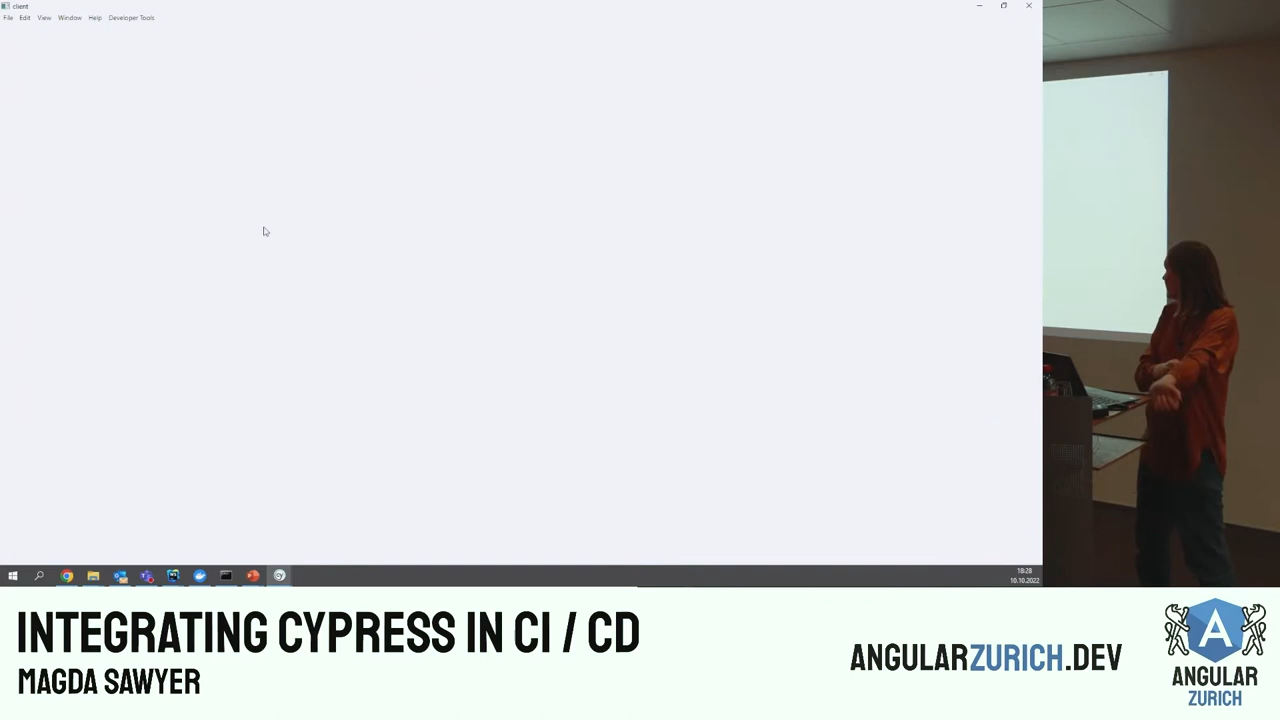 client
File Edit View Window Help Developer Tools
18:28
10.10.2022
INTEGRATING CYPRESS IN CI / CD
MAGDA SAWYER
ANGULARZURICH.DEV
A
ANGULAR
ZURICH